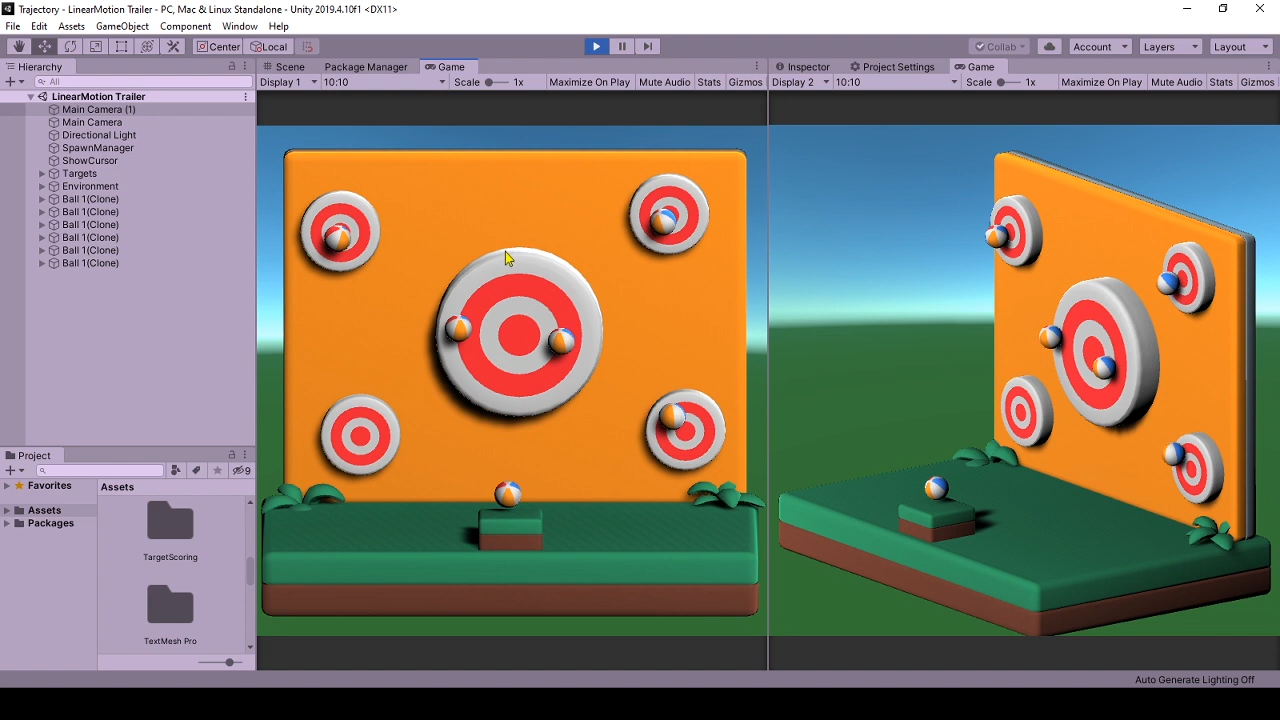 Trajectory - LinearMotion Trailer - PC, Mac & Linux Standalone - Unity 2019.4.10f1 <DX11>
File Edit Assets GameObject Component Window Help
Center Local Collab Account Layers Layout
Hierarchy
All
LinearMotion Trailer
Main Camera (1)
Main Camera
Directional Light
SpawnManager
ShowCursor
Targets
Environment
Ball 1(Clone)
Ball 1(Clone)
Ball 1(Clone)
Ball 1(Clone)
Ball 1(Clone)
Ball 1(Clone)
Scene Package Manager Game
Display 1 10:10 Scale 1x Maximize On Play Mute Audio Stats Gizmos
Inspector Project Settings Game
Display 2 10:10 Scale 1x Maximize On Play Mute Audio Stats Gizmos
Project
9
Favorites
Assets
Packages
Assets
TargetScoring
TextMesh Pro
Auto Generate Lighting Off